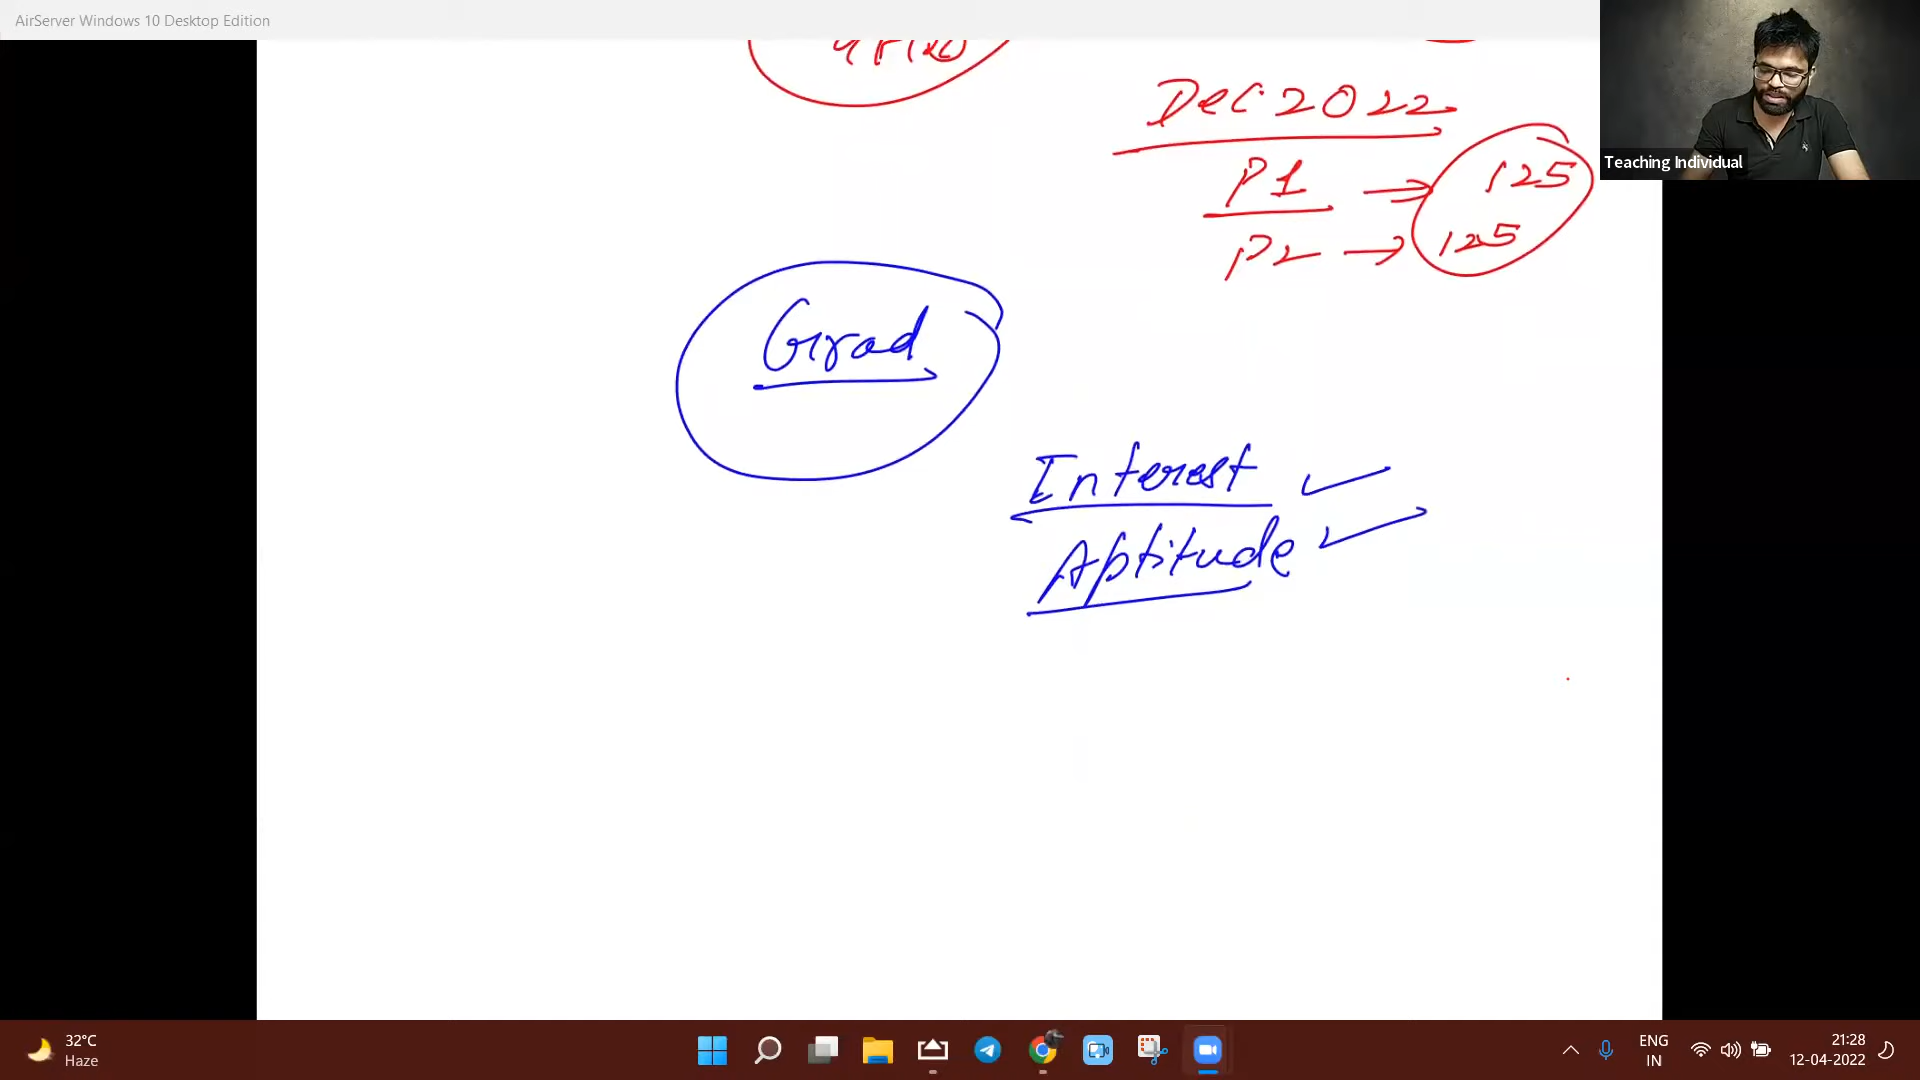 AirServer Windows 10 Desktop Edition
Dec. 2022
P1 → 125
P2 → 125
Teaching Individual
Grad
Interest ✓
Aptitude ✓
32°C
Haze
ENG
IN
21:28
12-04-2022